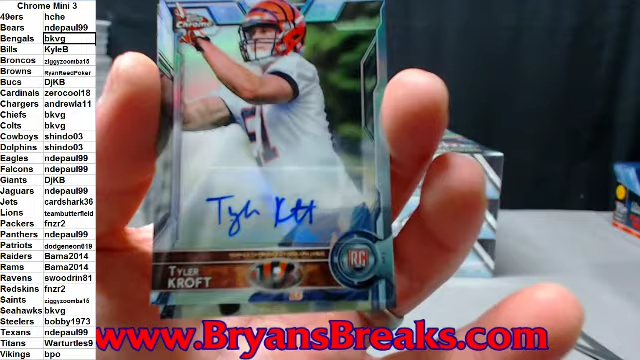 Chrome Mini 3
49ers hche
Bears ndepaul99
Bengals bkvg
Bills KyleB
Broncos ziggyzoomba15
Browns RyanReedPoker
Bucs DjKB
Cardinals zerocool18
Chargers andrewla11
Chiefs bkvg
Colts bkvg
Cowboys shindo03
Dolphins shindo03
Eagles ndepaul99
Falcons ndepaul99
Giants DjKB
Jaguars ndepaul99
Jets cardshark36
Lions teambutterfield
Packers fnzr2
Panthers ndepaul99
Patriots dodgeneon619
Raiders Bama2014
Rams Bama2014
Ravens swoodrin81
Redskins fnzr2
Saints ziggyzoomba15
Seahawks bkvg
Steelers bobby1973
Texans ndepaul99
Titans Warturtles9
Vikings bpo
Chrome
Tyler Kroft
TYLER
KROFT
RC
www.BryansBreaks.com